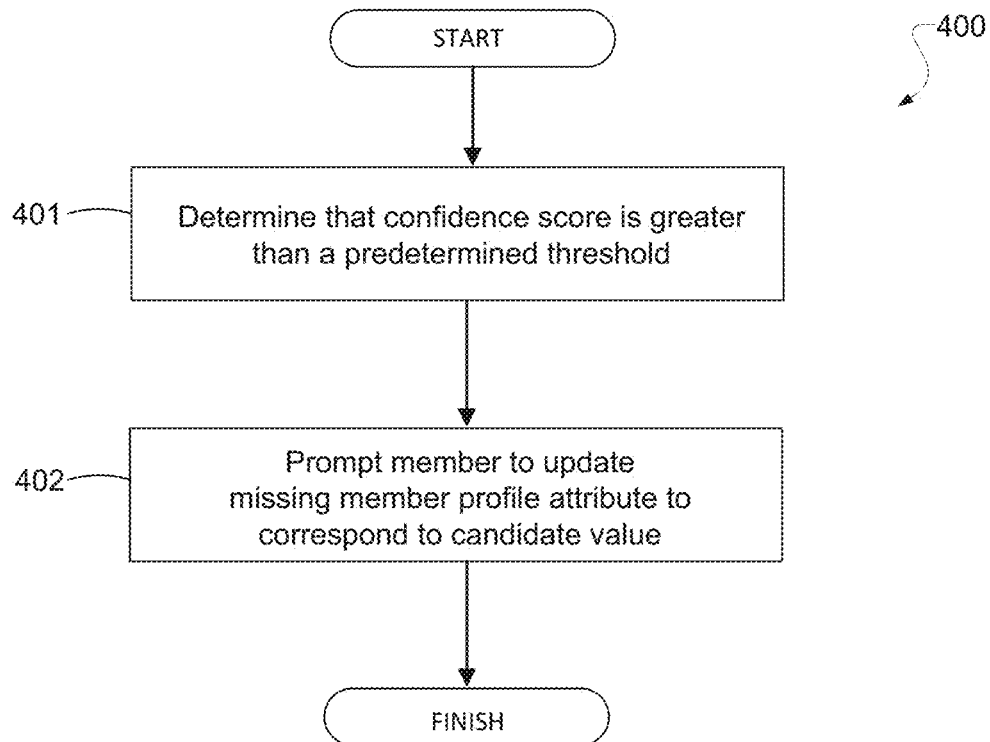 START
400
401
Determine that confidence score is greater
than a predetermined threshold
402
Prompt member to update
missing member profile attribute to
correspond to candidate value
FINISH